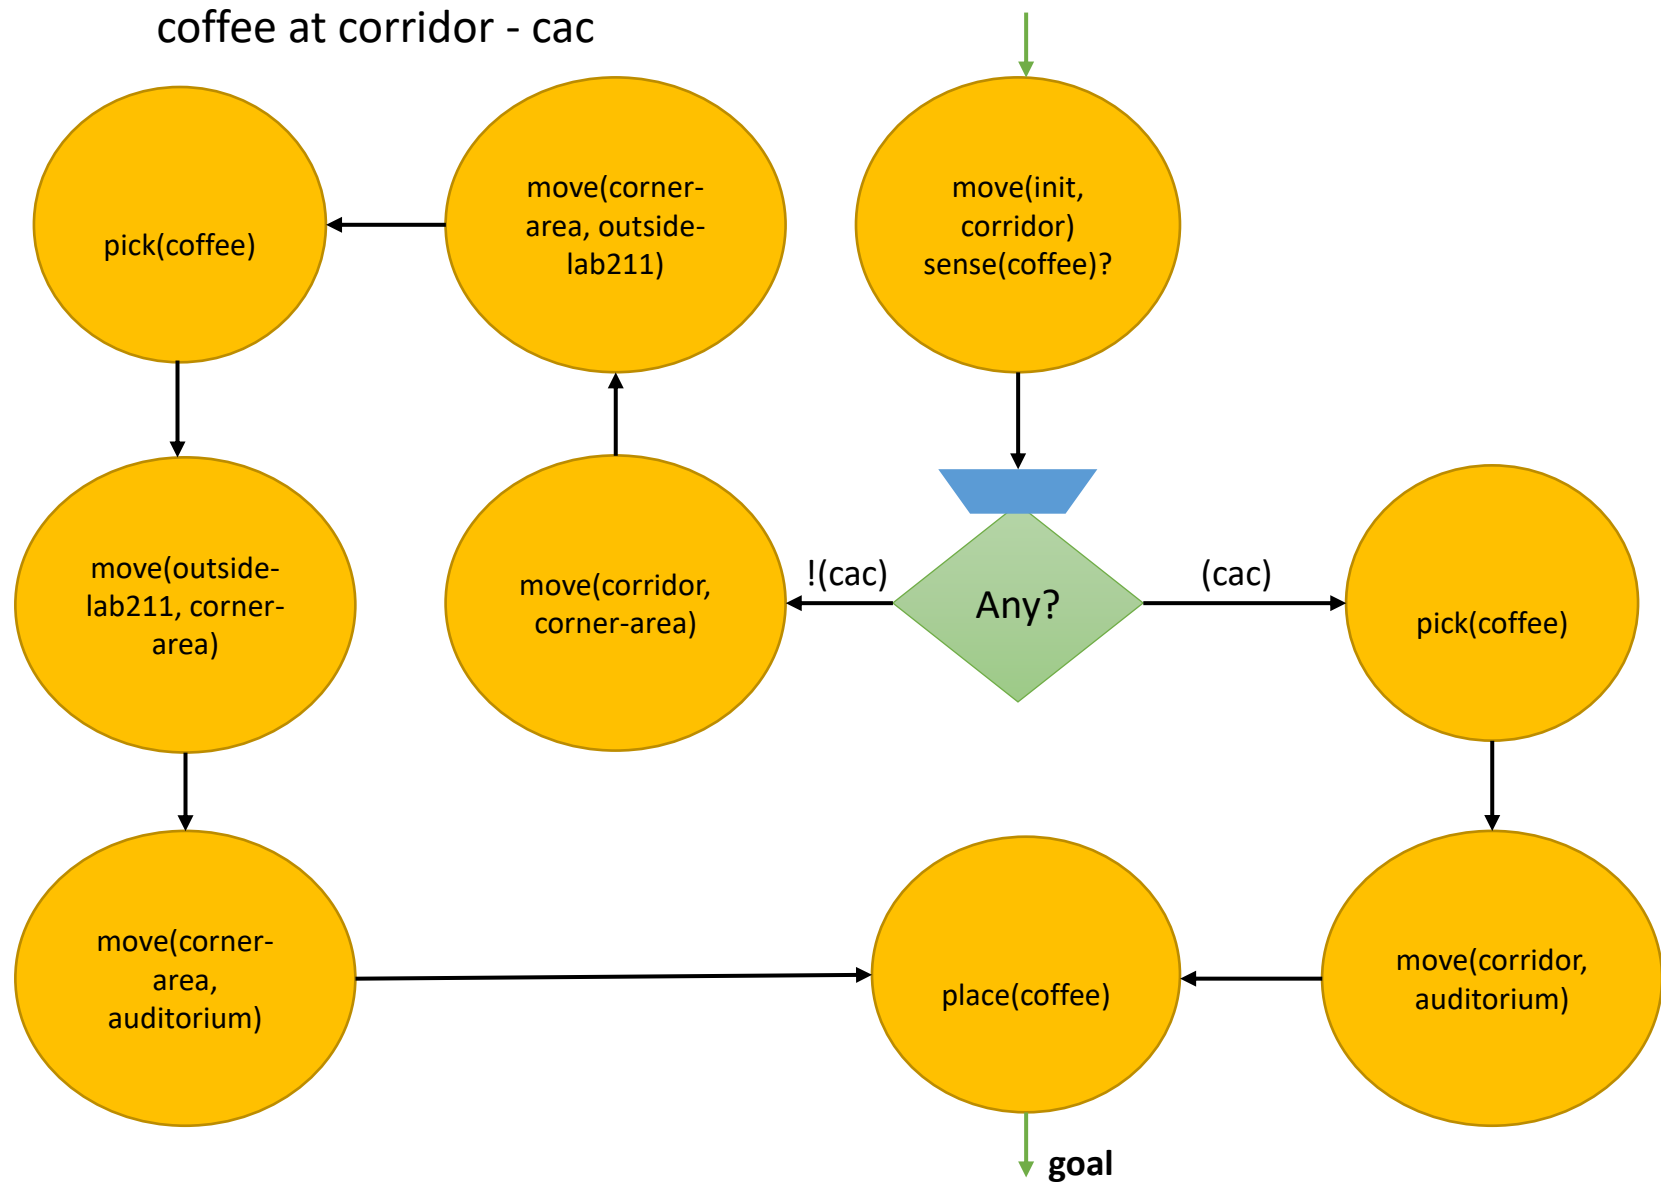 coffee at corridor - cac
move(init,
corridor)
sense(coffee)?
move(corner-
area, outside-
lab211)
pick(coffee)
move(outside-
lab211, corner-
area)
move(corridor,
corner-area)
!(cac)
Any?
(cac)
pick(coffee)
move(corner-
area,
auditorium)
place(coffee)
move(corridor,
auditorium)
goal